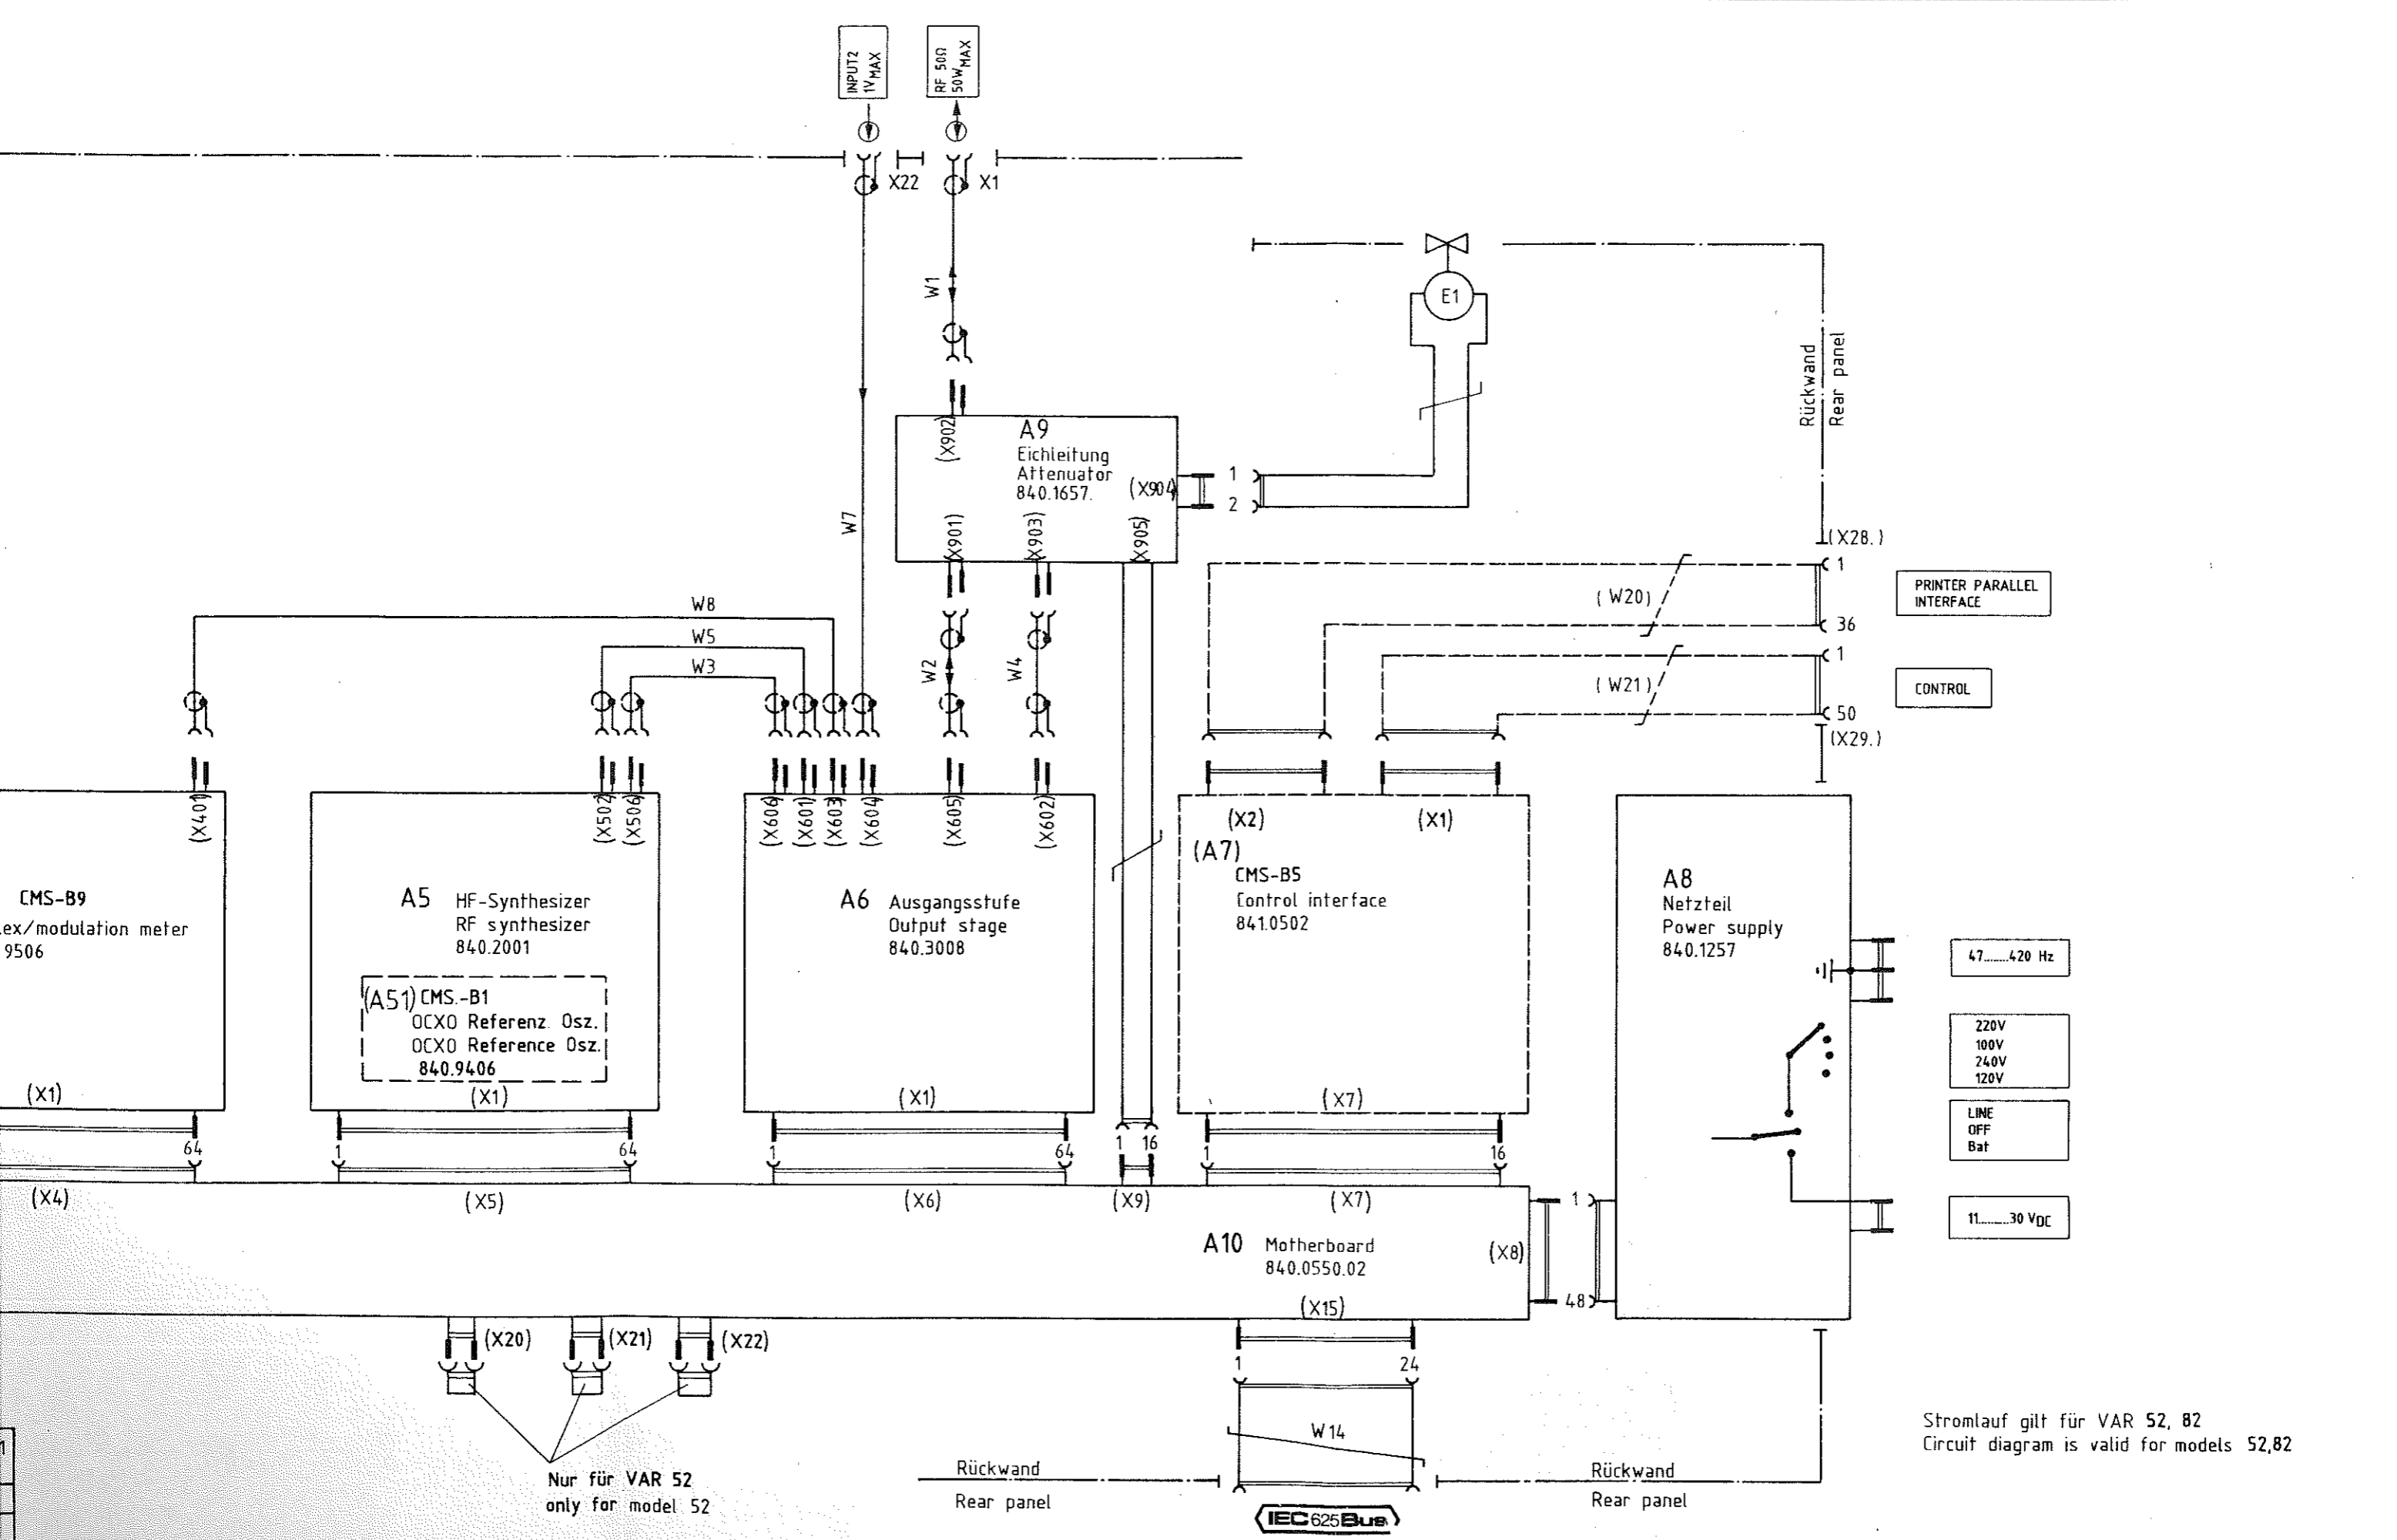 INPUT2
1VMAX
RF 50Ω
50WMAX
X22
X1
W1
E1
Rückwand
Rear panel
(X902)
A9
Eichleitung
Attenuator
840.1657.
(X904)
1
2
W7
(X901)
(X903)
(X905)
(X28.)
1
PRINTER PARALLEL
INTERFACE
(W20)
36
W8
W5
W3
W2
W4
1
(W21)
CONTROL
50
(X29.)
(X401)
(X502)
(X506)
(X606)
(X601)
(X603)
(X604)
(X605)
(X602)
(X2)
(X1)
(A7)
CMS-B5
Control interface
841.0502
CMS-B9
ex/modulation meter
9506
A5 HF-Synthesizer
RF synthesizer
840.2001
A6 Ausgangsstufe
Output stage
840.3008
A8
Netzteil
Power supply
840.1257
47.......420 Hz
(A51) CMS.-B1
OCXO Referenz. Osz.
OCXO Reference Osz.
840.9406
220V
100V
240V
120V
(X1)
(X1)
(X1)
(X7)
LINE
OFF
Bat
64
1
64
1
64
1
16
1
16
(X4)
(X5)
(X6)
(X9)
(X7)
1
11.........30 VDC
A10 Motherboard
840.0550.02
(X8)
48
(X15)
(X20)
(X21)
(X22)
1
24
W14
Stromlauf gilt für VAR 52, 82
Circuit diagram is valid for models 52,82
Nur für VAR 52
only for model 52
Rückwand
Rear panel
Rückwand
Rear panel
IEC625Bus